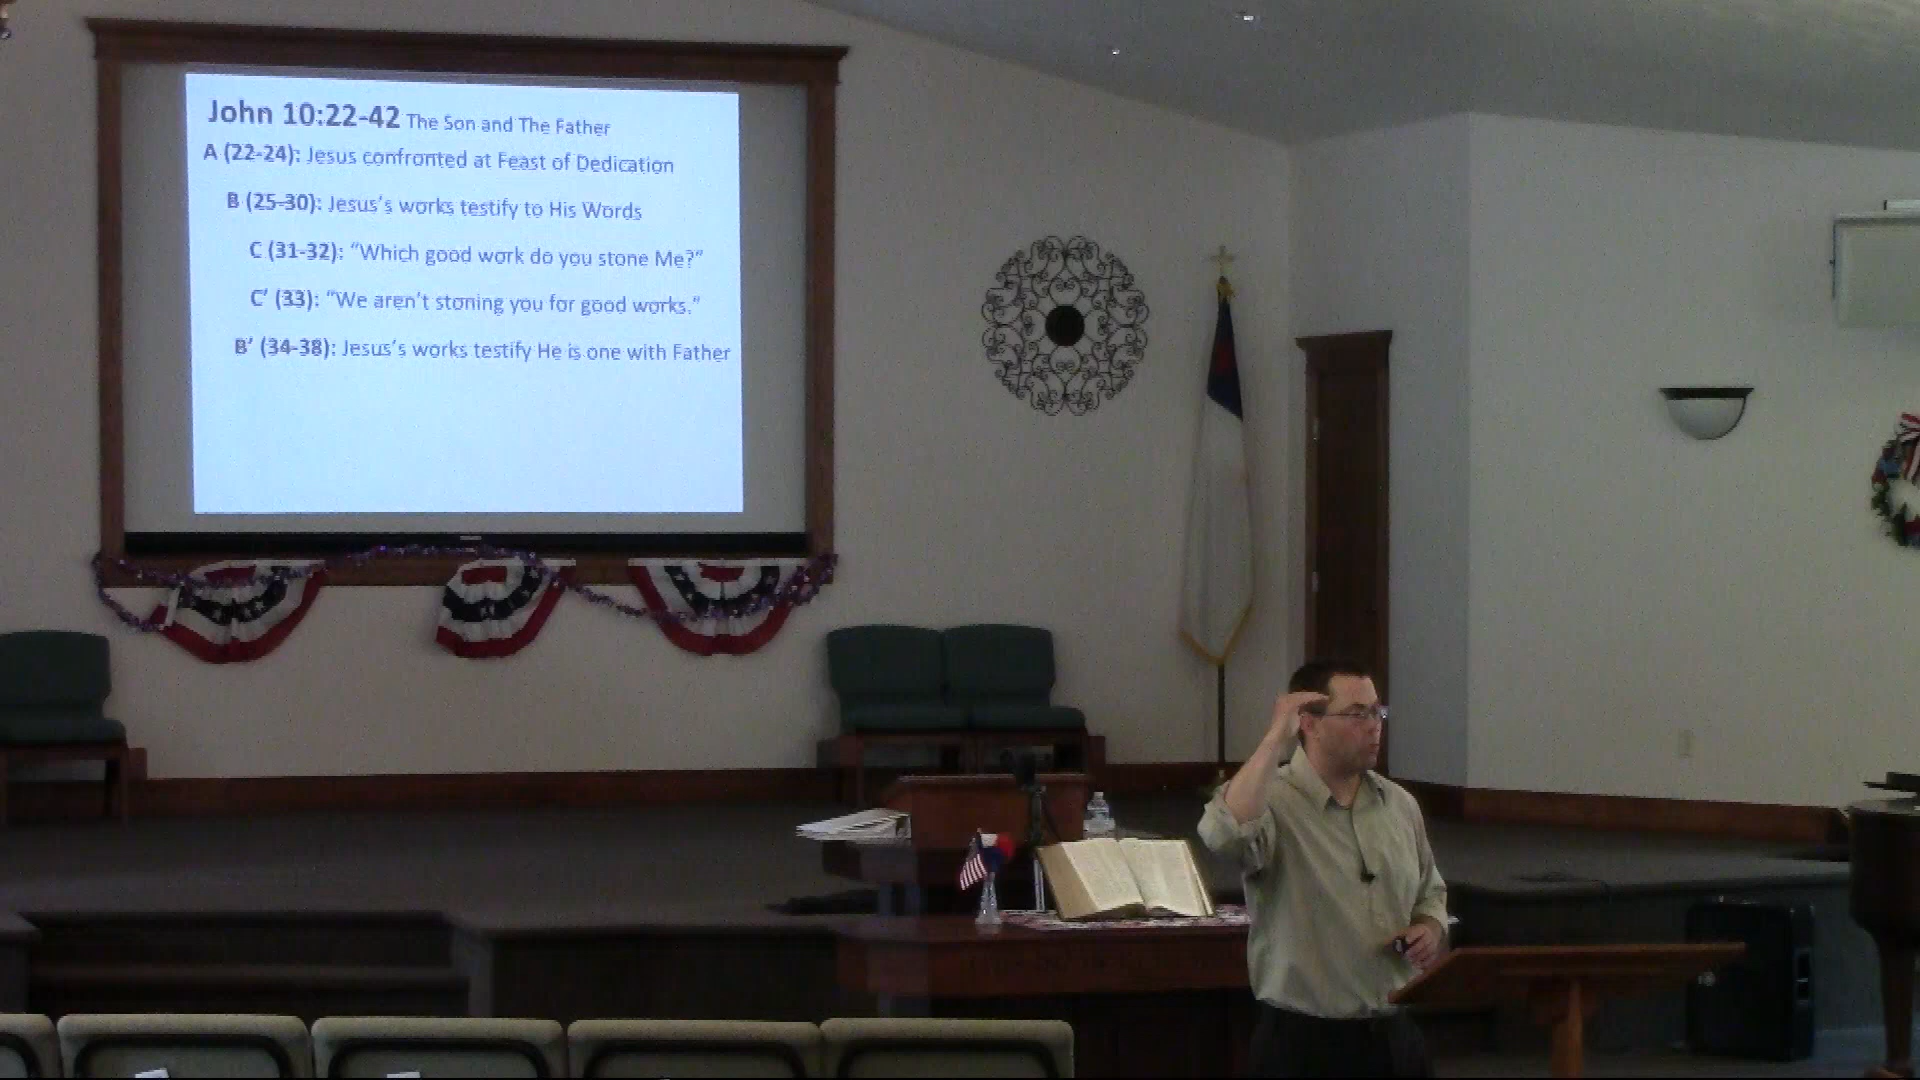 John 10:22-42 The Son and The Father
A (22-24): Jesus confronted at Feast of Dedication
B (25-30): Jesus's works testify to His Words
C (31-32): “Which good work do you stone Me?”
C’ (33): “We aren’t stoning you for good works.”
B’ (34-38): Jesus’s works testify He is one with Father